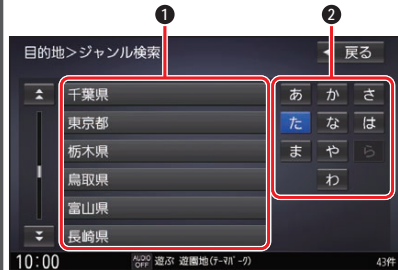 ❶ ❷
目的地>ジャンル検索 戻る
千葉県 あ か さ
東京都 た な は
栃木県 ま や ら
鳥取県 わ
富山県
長崎県
10:00 AUDIO OFF 遊ぶ 遊園地(テーマパーク) 43件